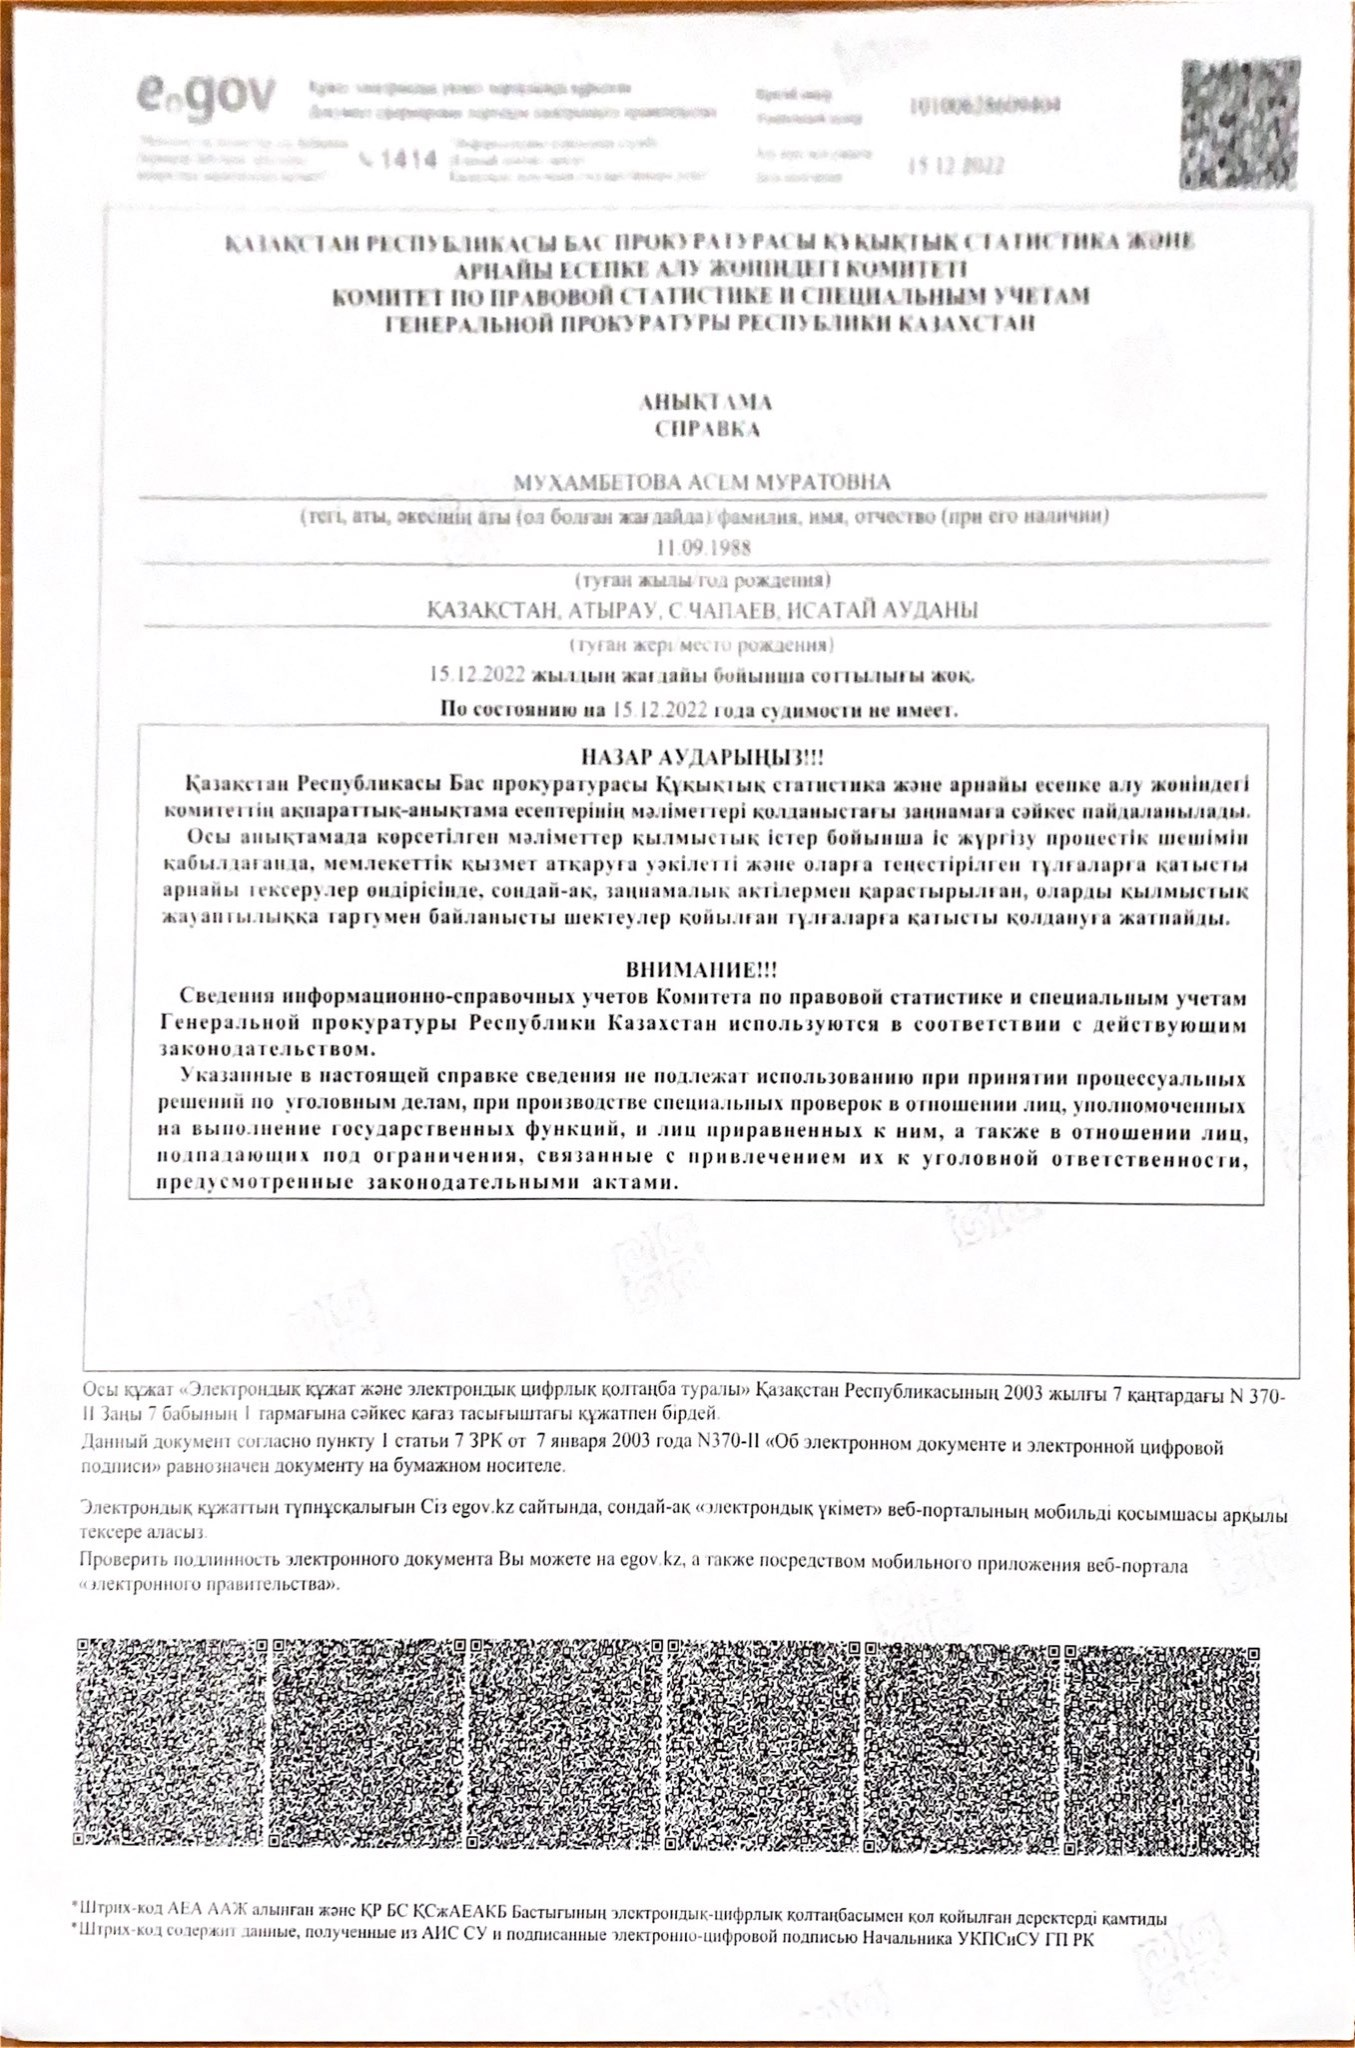 e.gov
1414
10100628609404
15.12.2022
ҚАЗАҚСТАН РЕСПУБЛИКАСЫ БАС ПРОКУРАТУРАСЫ ҚҰҚЫҚТЫҚ СТАТИСТИКА ЖӘНЕ
АРНАЙЫ ЕСЕПКЕ АЛУ ЖӨНІНДЕГІ КОМИТЕТІ
КОМИТЕТ ПО ПРАВОВОЙ СТАТИСТИКЕ И СПЕЦИАЛЬНЫМ УЧЕТАМ
ГЕНЕРАЛЬНОЙ ПРОКУРАТУРЫ РЕСПУБЛИКИ КАЗАХСТАН
АНЫҚТАМА
СПРАВКА
МУХАМБЕТОВА АСЕМ МУРАТОВНА
(тегі, аты, әкесінің аты (ол болған жағдайда)/фамилия, имя, отчество (при его наличии)
11.09.1988
(туған жылы/год рождения)
ҚАЗАҚСТАН, АТЫРАУ, С.ЧАПАЕВ, ИСАТАЙ АУДАНЫ
(туған жері/место рождения)
15.12.2022 жылдың жағдайы бойынша соттылығы жоқ.
По состоянию на 15.12.2022 года судимости не имеет.
НАЗАР АУДАРЫҢЫЗ!!!
Қазақстан Республикасы Бас прокуратурасы Құқықтық статистика және арнайы есепке алу жөніндегі
комитеттің ақпараттық-анықтама есептерінің мәліметтері қолданыстағы заңнамаға сәйкес пайдаланылады.
Осы анықтамада көрсетілген мәліметтер қылмыстық істер бойынша іс жүргізу процестік шешімін
қабылдағанда, мемлекеттік қызмет атқаруға уәкілетті және оларға теңестірілген тұлғаларға қатысты
арнайы тексерулер өндірісінде, сондай-ақ, заңнамалық актілермен қарастырылған, оларды қылмыстық
жауаптылыққа тартумен байланысты шектеулер қойылған тұлғаларға қатысты қолдануға жатпайды.
ВНИМАНИЕ!!!
Сведения информационно-справочных учетов Комитета по правовой статистике и специальным учетам
Генеральной прокуратуры Республики Казахстан используются в соответствии с действующим
законодательством.
Указанные в настоящей справке сведения не подлежат использованию при принятии процессуальных
решений по уголовным делам, при производстве специальных проверок в отношении лиц, уполномоченных
на выполнение государственных функций, и лиц приравненных к ним, а также в отношении лиц,
подпадающих под ограничения, связанные с привлечением их к уголовной ответственности,
предусмотренные законодательными актами.
Осы құжат «Электрондық құжат және электрондық цифрлық қолтаңба туралы» Қазақстан Республикасының 2003 жылғы 7 қаңтардағы N 370-
II Заңы 7 бабының 1 тармағына сәйкес қағаз тасығыштағы құжатпен бірдей.
Данный документ согласно пункту 1 статьи 7 ЗРК от 7 января 2003 года N370-II «Об электронном документе и электронной цифровой
подписи» равнозначен документу на бумажном носителе.
Электрондық құжаттың түпнұсқалығын Сіз egov.kz сайтында, сондай-ақ «электрондық үкімет» веб-порталының мобильді қосымшасы арқылы
тексере аласыз.
Проверить подлинность электронного документа Вы можете на egov.kz, а также посредством мобильного приложения веб-портала
«электронного правительства».
*Штрих-код АЕА ААЖ алынған және ҚР БС ҚСжАЕАКБ Бастығының электрондық-цифрлық қолтаңбасымен қол қойылған деректерді қамтиды
*Штрих-код содержит данные, полученные из АИС СУ и подписанные электронно-цифровой подписью Начальника УКПСиСУ ГП РК